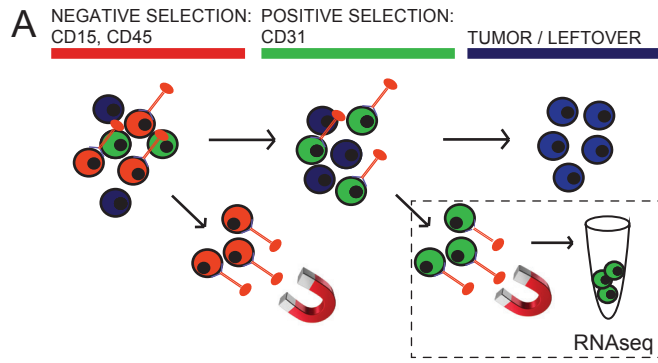 A
NEGATIVE SELECTION:
CD15, CD45
POSITIVE SELECTION:
CD31
TUMOR / LEFTOVER
RNAseq